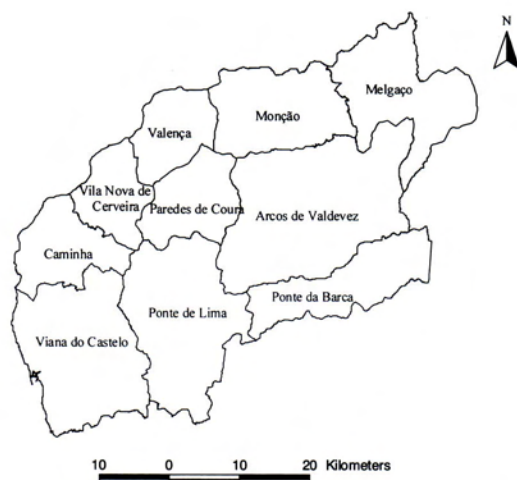 N
Melgaço
Monção
Valença
Vila Nova de
Cerveira
Paredes de Coura
Arcos de Valdevez
Caminha
Ponte da Barca
Ponte de Lima
Viana do Castelo
10 0 10 20 Kilometers